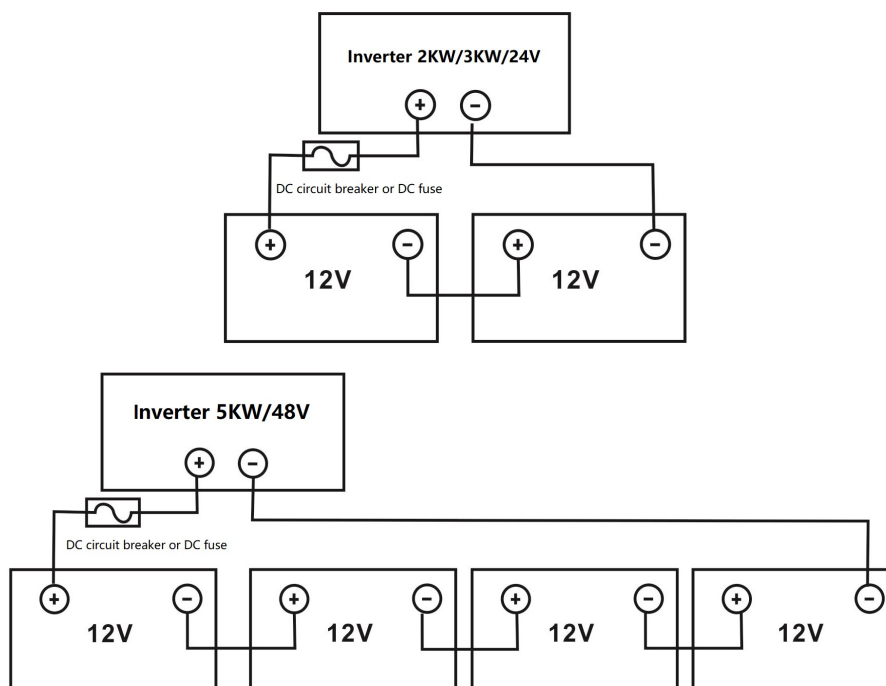 Inverter 2KW/3KW/24V
+ -
DC circuit breaker or DC fuse
+ - + -
12V 12V
Inverter 5KW/48V
+ -
DC circuit breaker or DC fuse
+ - + - + - + -
12V 12V 12V 12V